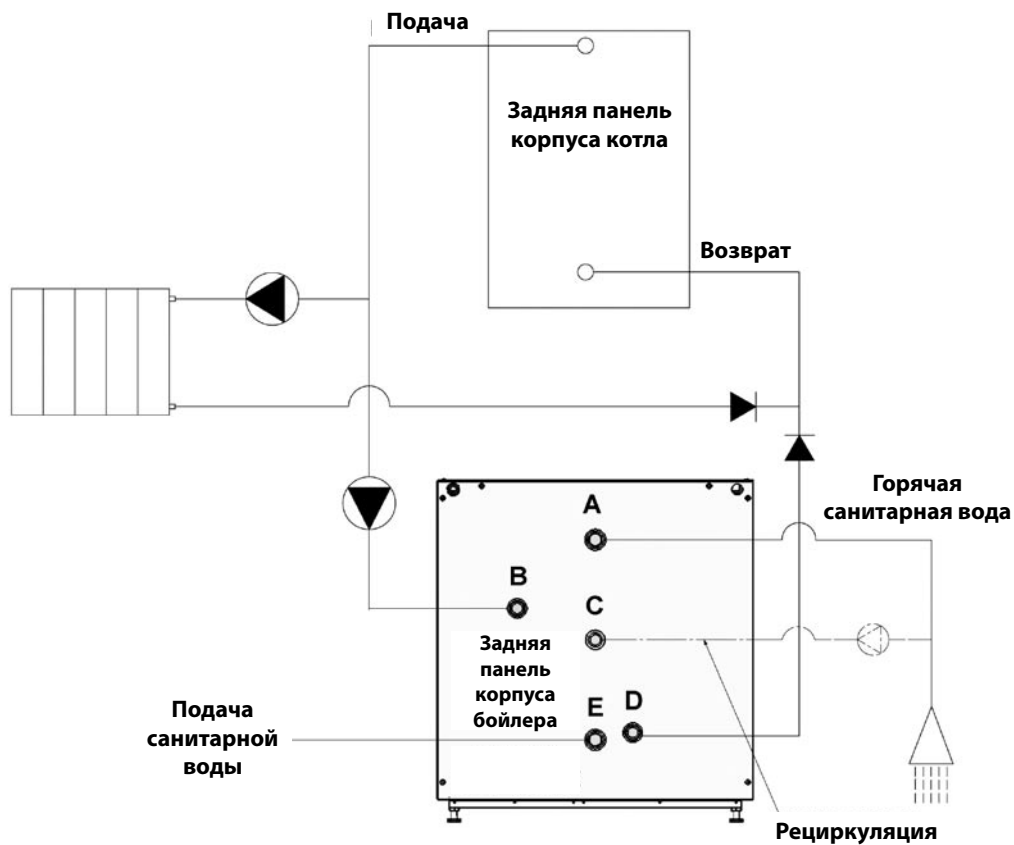 Подача
Задняя панель
корпуса котла
Возврат
Горячая
санитарная вода
A
B
C
Задняя
панель
корпуса
бойлера
E
D
Подача
санитарной
воды
Рециркуляция